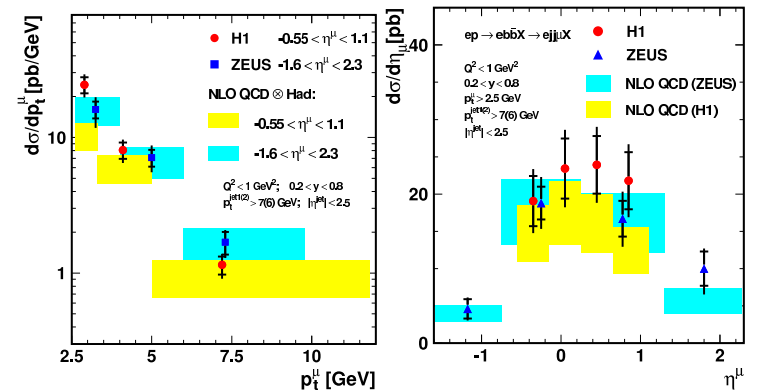 dσ/dp_t^μ [pb/GeV]
10
1
2.5
5
7.5
10
p_t^μ [GeV]
H1 -0.55 < η^μ < 1.1
ZEUS -1.6 < η^μ < 2.3
NLO QCD ⊗ Had:
-0.55 < η^μ < 1.1
-1.6 < η^μ < 2.3
Q² < 1 GeV²; 0.2 < y < 0.8
p_t^jet1(2) > 7(6) GeV; |η^jet| < 2.5
dσ/dη^μ [pb]
40
20
0
-1
0
1
2
η^μ
ep → ebb̄X → ejjμX
Q² < 1 GeV²
0.2 < y < 0.8
p_t^μ > 2.5 GeV
p_t^jet1(2) > 7(6) GeV
|η^jet| < 2.5
H1
ZEUS
NLO QCD (ZEUS)
NLO QCD (H1)